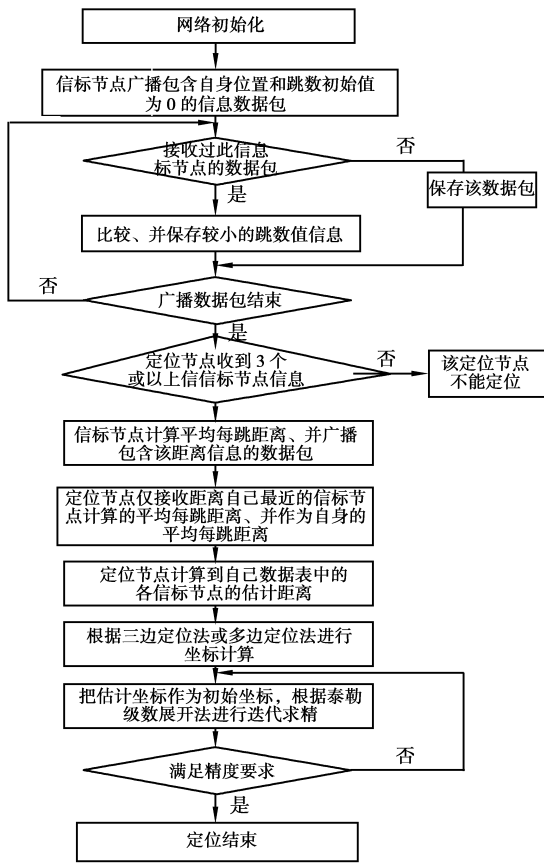 网络初始化
信标节点广播包含自身位置和跳数初始值
为 0 的信息数据包
接收过此信息
标节点的数据包
否
是
保存该数据包
比较、并保存较小的跳数值信息
否
广播数据包结束
是
定位节点收到 3 个
或以上信信标节点信息
否
该定位节点
不能定位
信标节点计算平均每跳距离、并广播
包含该距离信息的数据包
定位节点仅接收距离自己最近的信标节
点计算的平均每跳距离、并作为自身的
平均每跳距离
定位节点计算到自己数据表中的
各信标节点的估计距离
根据三边定位法或多边定位法进行
坐标计算
把估计坐标作为初始坐标，根据泰勒
级数展开法进行迭代求精
满足精度要求
否
是
定位结束